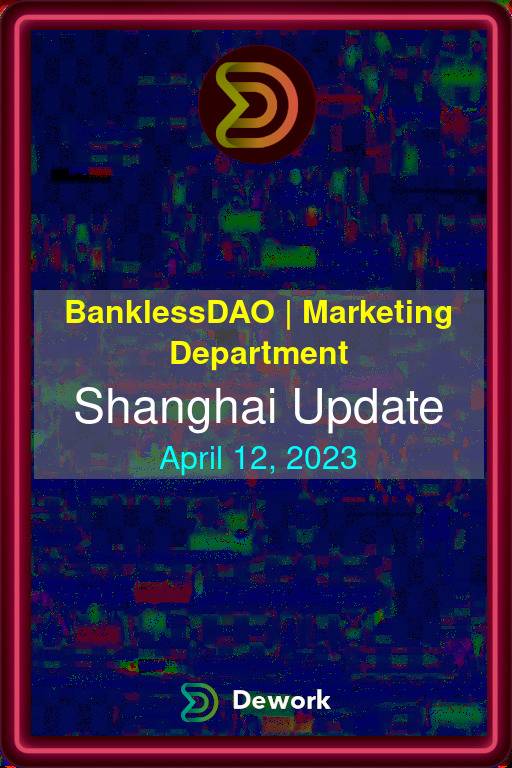 BanklessDAO | Marketing
Department
Shanghai Update
April 12, 2023
Dework